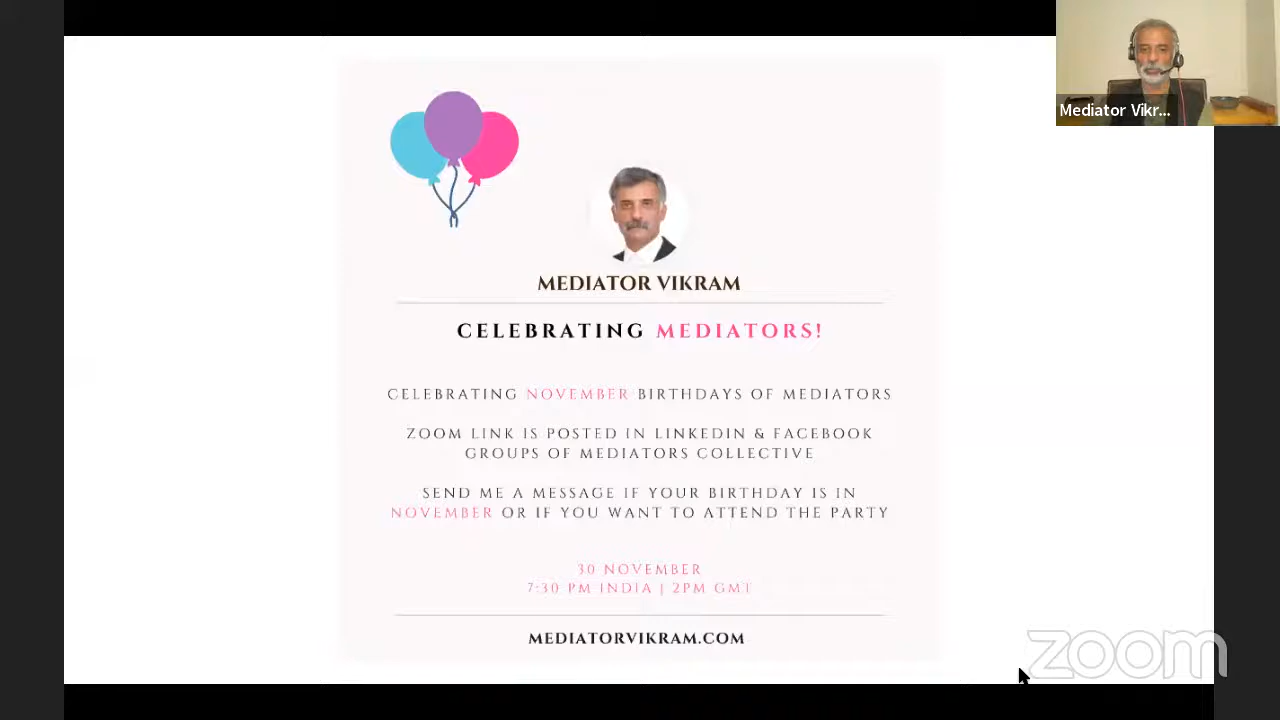 Mediator Vikr...
MEDIATOR VIKRAM
CELEBRATING MEDIATORS!
CELEBRATING NOVEMBER BIRTHDAYS OF MEDIATORS
ZOOM LINK IS POSTED IN LINKEDIN & FACEBOOK
GROUPS OF MEDIATORS COLLECTIVE
SEND ME A MESSAGE IF YOUR BIRTHDAY IS IN
NOVEMBER OR IF YOU WANT TO ATTEND THE PARTY
30 NOVEMBER
7:30 PM INDIA | 2PM GMT
MEDIATORVIKRAM.COM
zoom